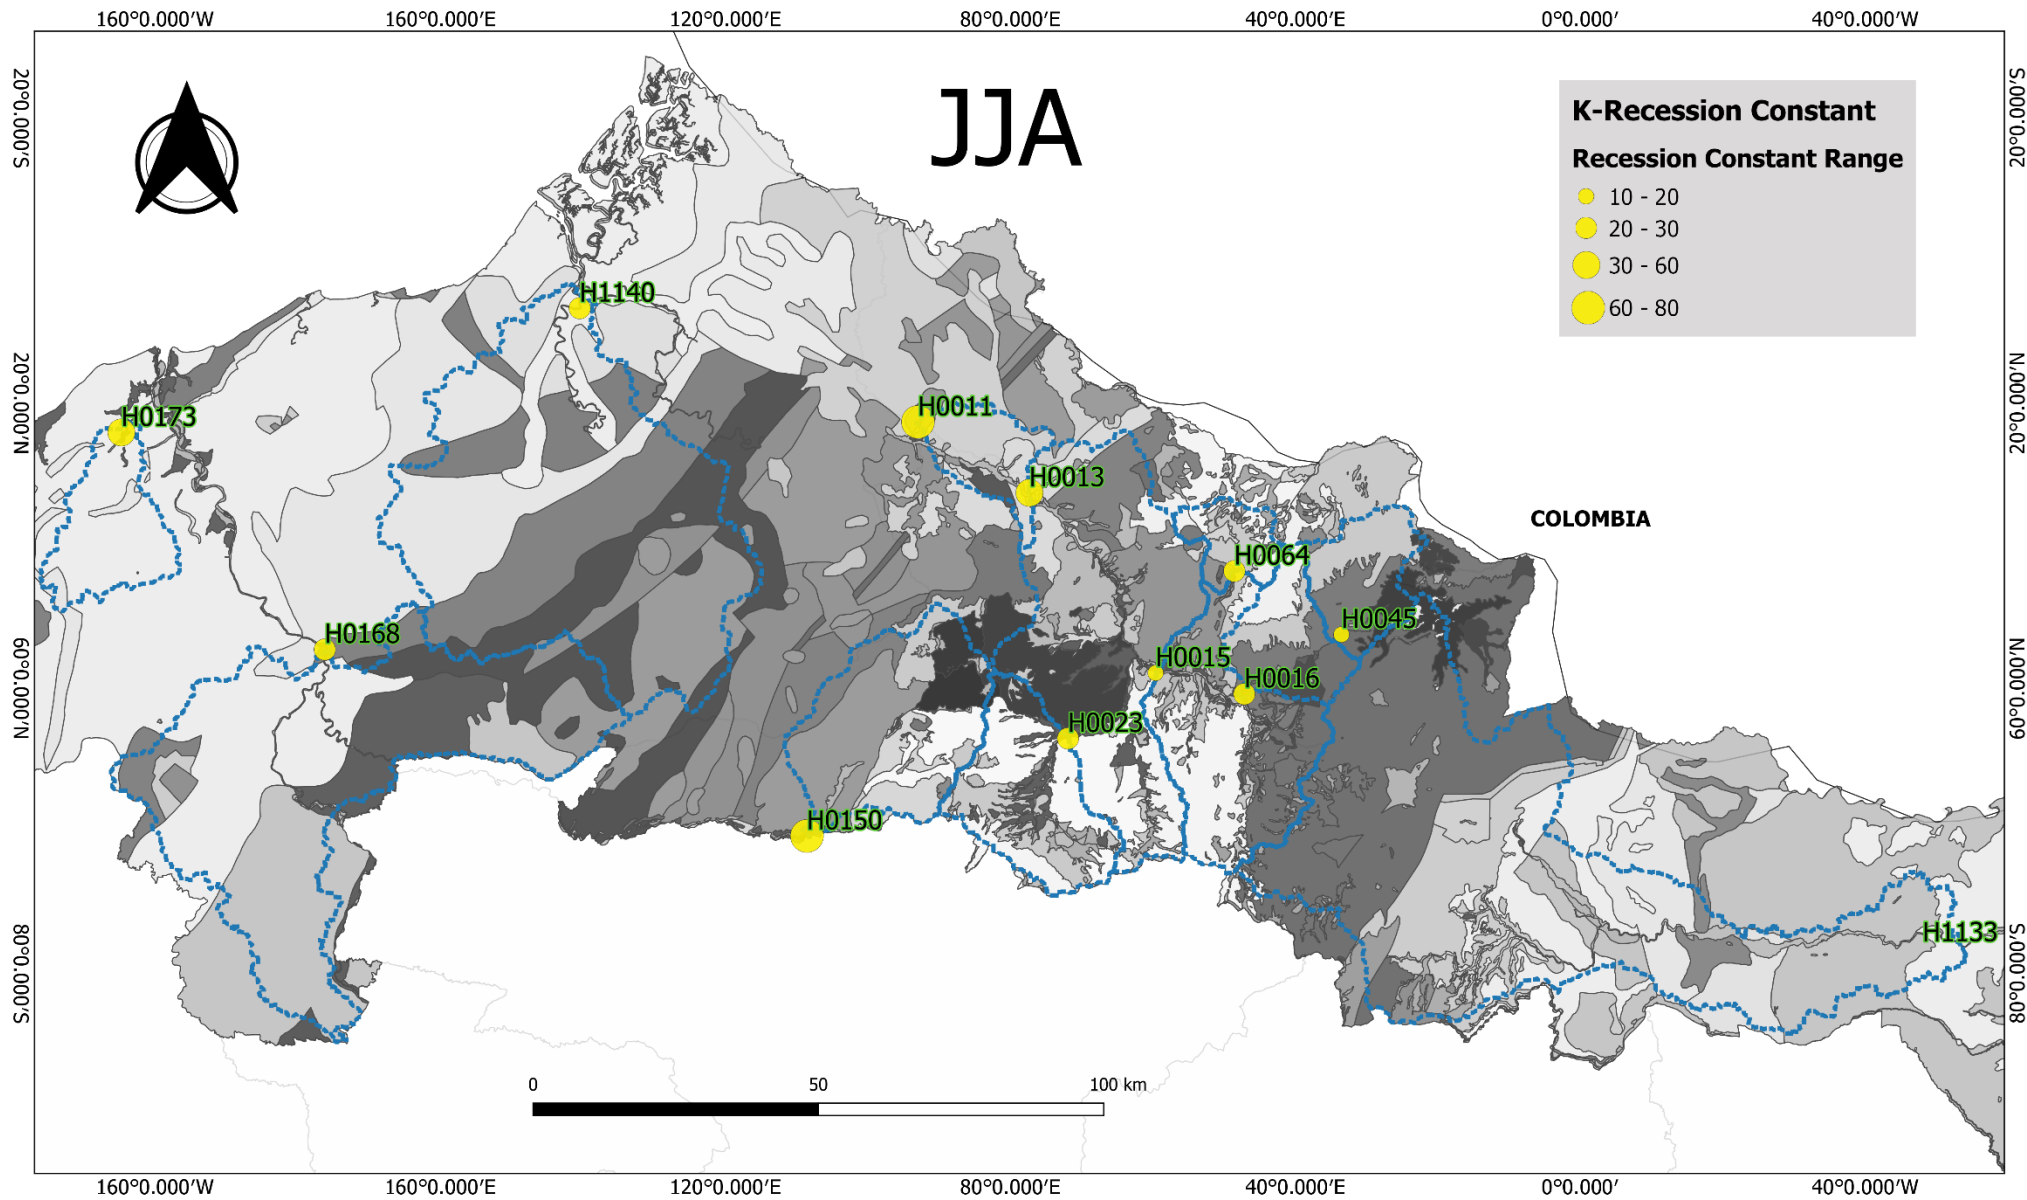 160°0.000′W 160°0.000′E 120°0.000′E 80°0.000′E 40°0.000′E 0°0.000′ 40°0.000′W
20°0.000′S
20°0.000′N
60°0.000′N
80°0.000′S
JJA
K-Recession Constant
Recession Constant Range
10 - 20
20 - 30
30 - 60
60 - 80
H1140
H0173
H0011
H0013
COLOMBIA
H0064
H0045
H0168
H0015
H0016
H0023
H0150
H1133
0 50 100 km
20°0.000′S
20°0.000′N
60°0.000′N
80°0.000′S
160°0.000′W 160°0.000′E 120°0.000′E 80°0.000′E 40°0.000′E 0°0.000′ 40°0.000′W